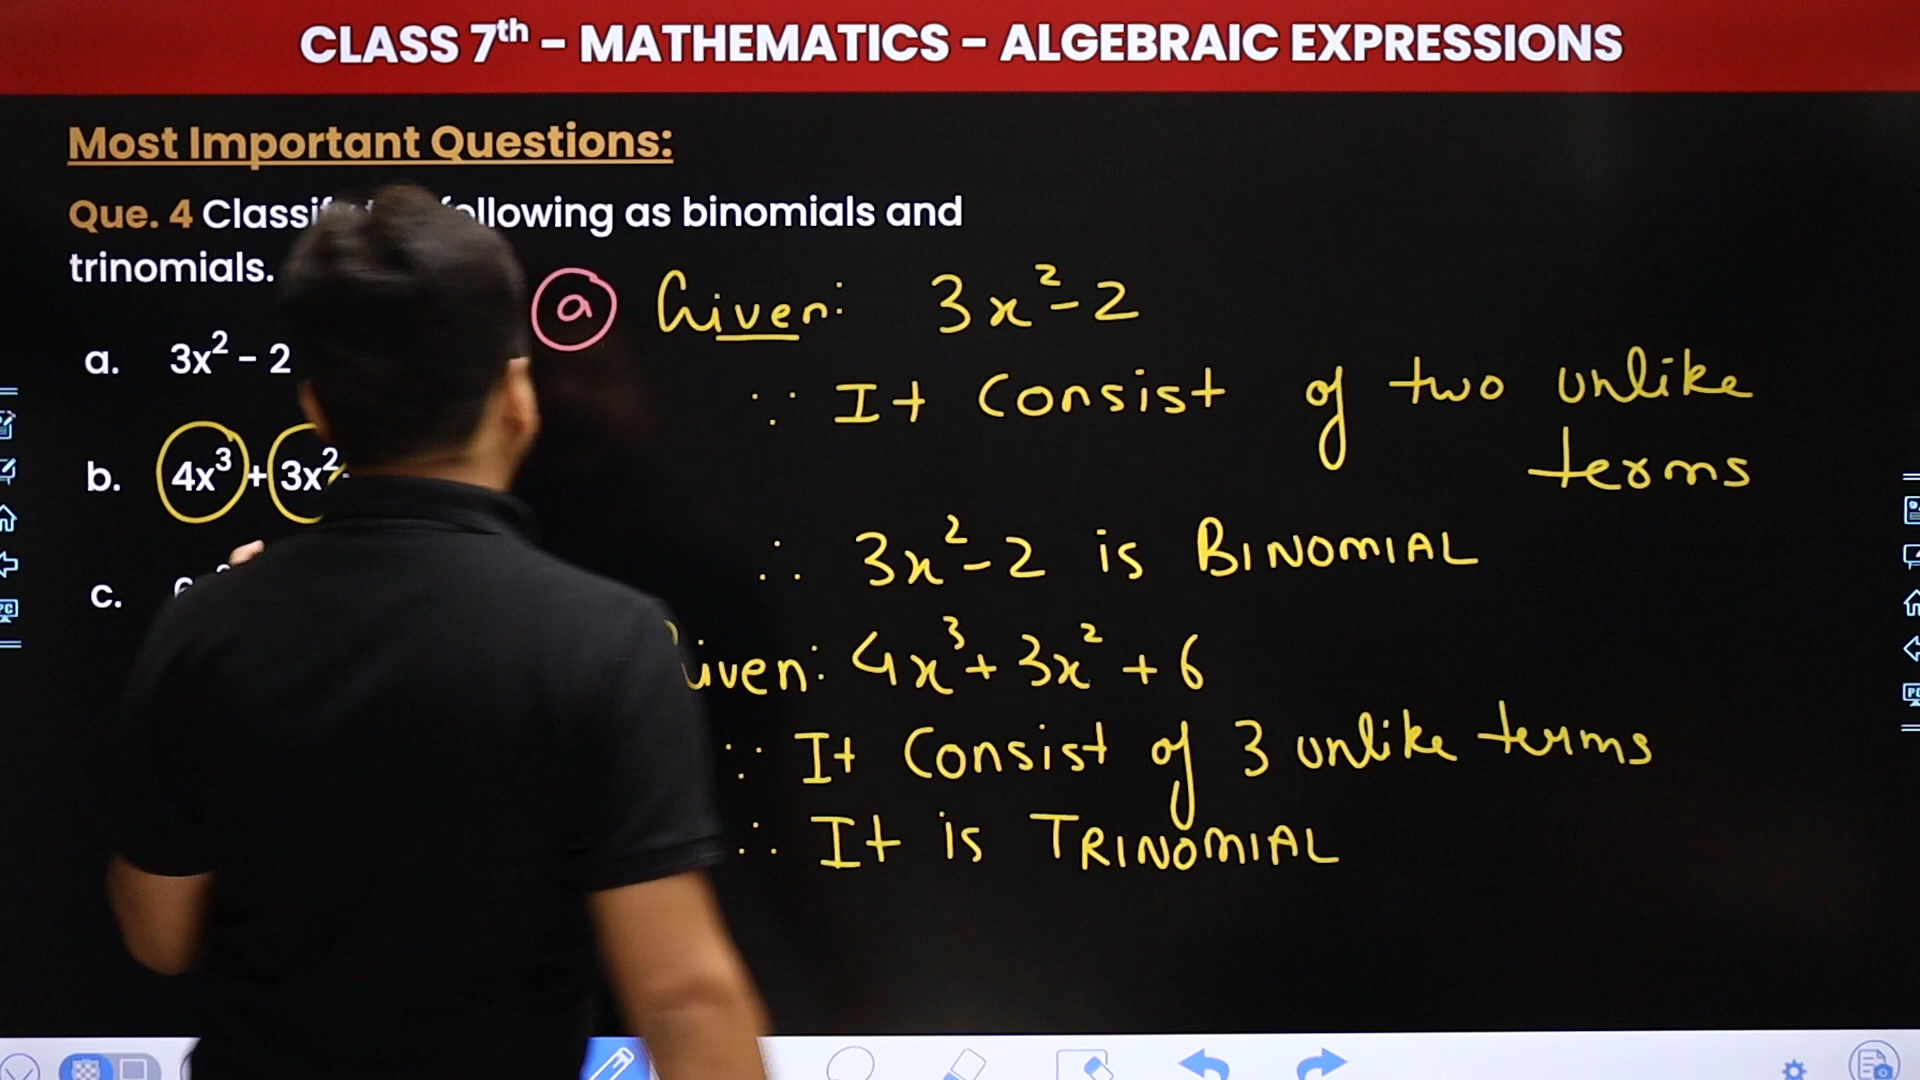 CLASS 7th - MATHEMATICS - ALGEBRAIC EXPRESSIONS
Most Important Questions:
Que. 4 following as binomials and
trinomials.
a. 3x² - 2
b. 4x³ + 3x²
c.
a Given: 3x² - 2
∵ It Consist of two unlike
terms
∴ 3x² - 2 is BINOMIAL
4x³ + 3x² + 6
∵ It Consist of 3 unlike terms
∴ It is TRINOMIAL